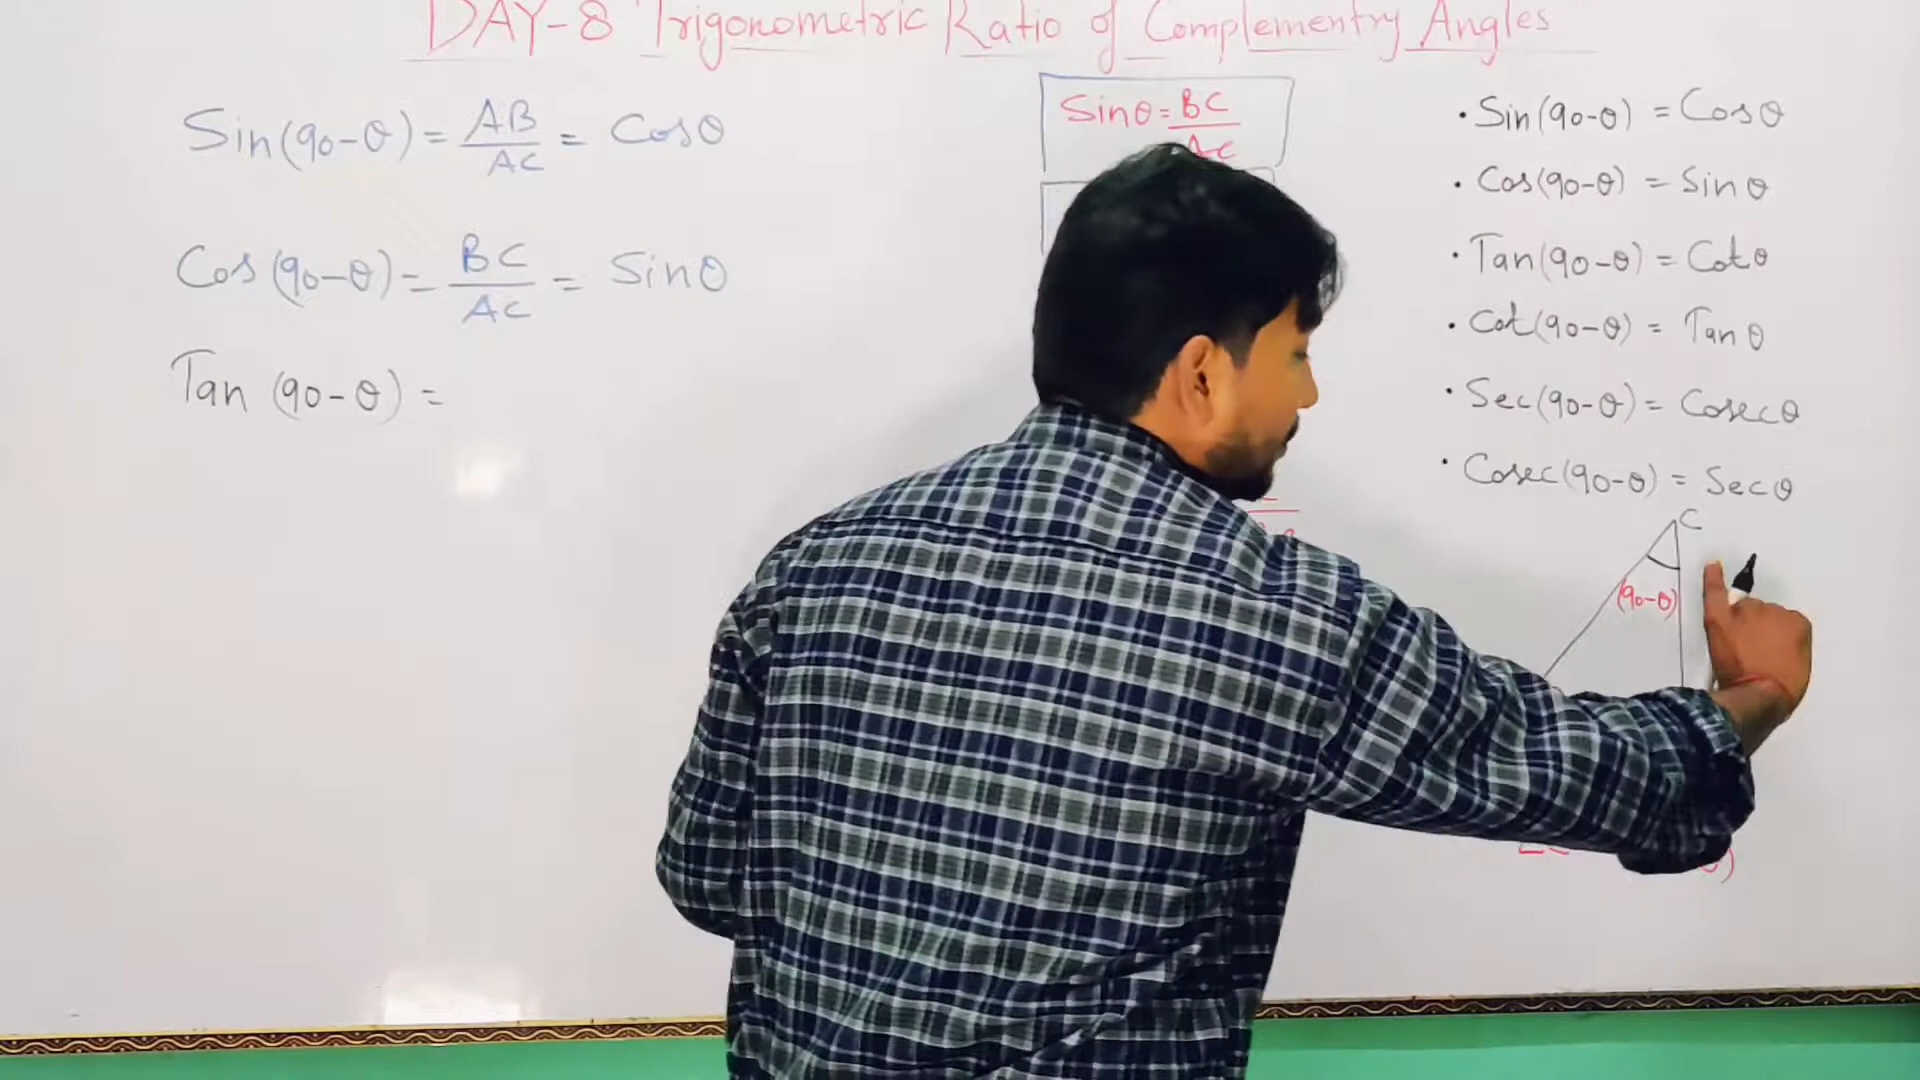 DAY-8 Trigonometric Ratio of Complementry Angles
Sin(90-θ) = AB/AC = Cosθ
Cos(90-θ) = BC/AC = Sinθ
Tan (90-θ) =
Sinθ = BC/AC
• Sin(90-θ) = Cosθ
• Cos(90-θ) = Sinθ
• Tan(90-θ) = Cotθ
• Cot(90-θ) = Tanθ
• Sec(90-θ) = Cosecθ
• Cosec(90-θ) = Secθ
C
(90-θ)